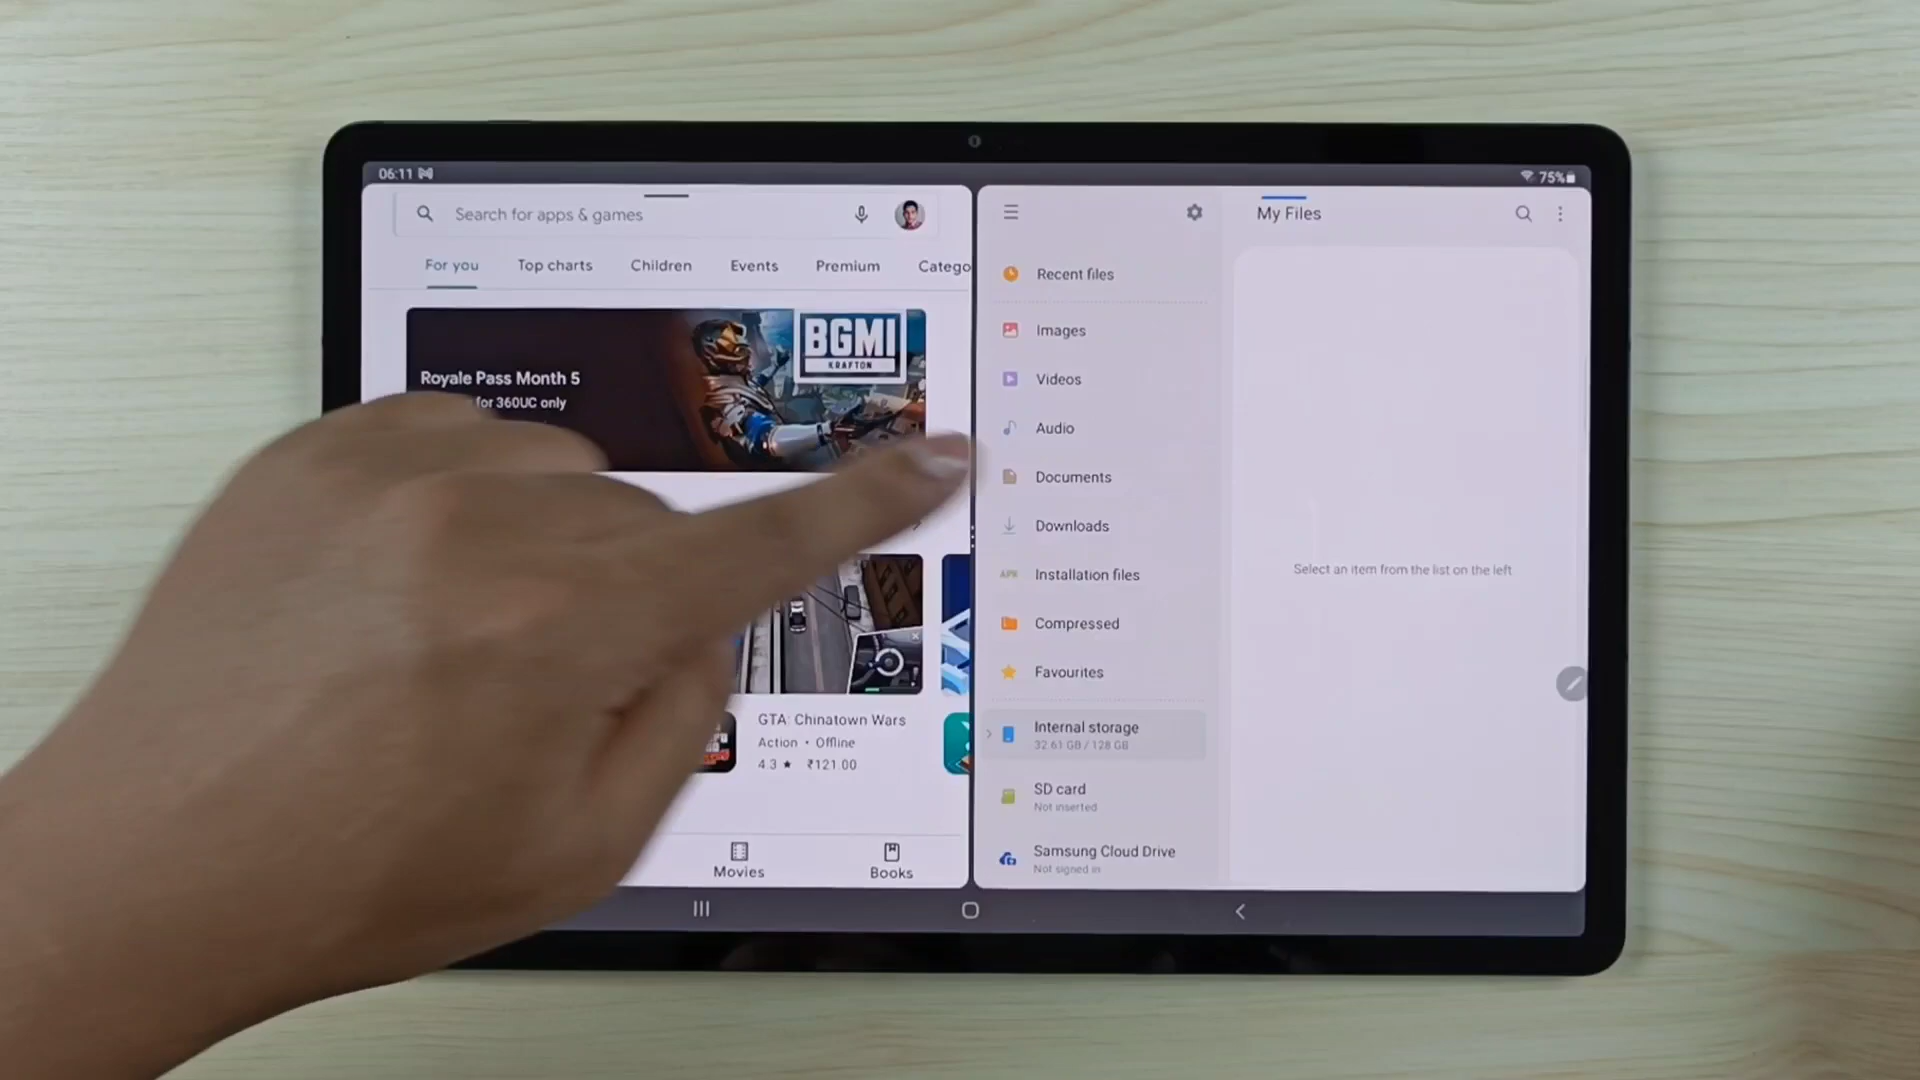 06:11
75%
Search for apps & games
For you
Top charts
Children
Events
Premium
Catego
BGMI
KRAFTON
Royale Pass Month 5
for 360UC only
GTA: Chinatown Wars
Action • Offline
4.3 ★ ₹121.00
Movies
Books
My Files
Recent files
Images
Videos
Audio
Documents
Downloads
APK
Installation files
Compressed
Favourites
Internal storage
32.61 GB / 128 GB
SD card
Not inserted
Samsung Cloud Drive
Not signed in
Select an item from the list on the left